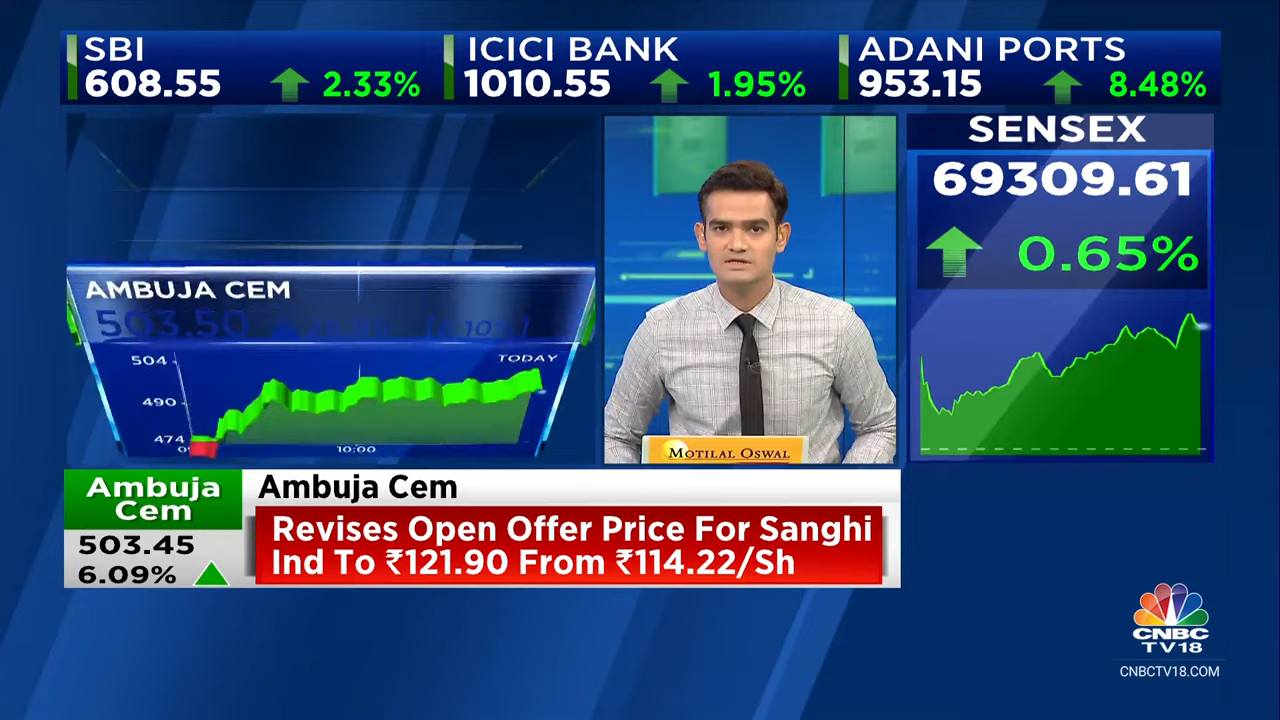 SBI
608.55 2.33%
ICICI BANK
1010.55 1.95%
ADANI PORTS
953.15 8.48%
AMBUJA CEM
503.50
TODAY
504
490
474
10:00
MOTILAL OSWAL
SENSEX
69309.61
0.65%
Ambuja
Cem
503.45
6.09%
Ambuja Cem
Revises Open Offer Price For Sanghi
Ind To ₹121.90 From ₹114.22/Sh
CNBC
TV18
CNBCTV18.COM